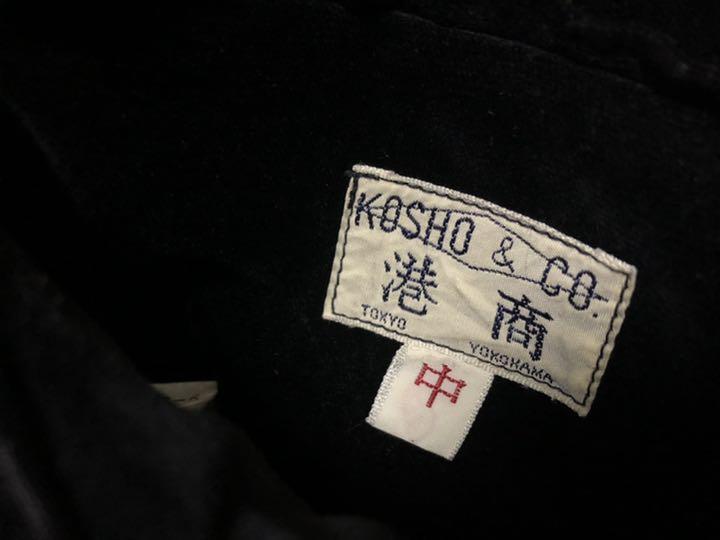 KOSHO & CO.
港 商
TOKYO YOKOHAMA
中